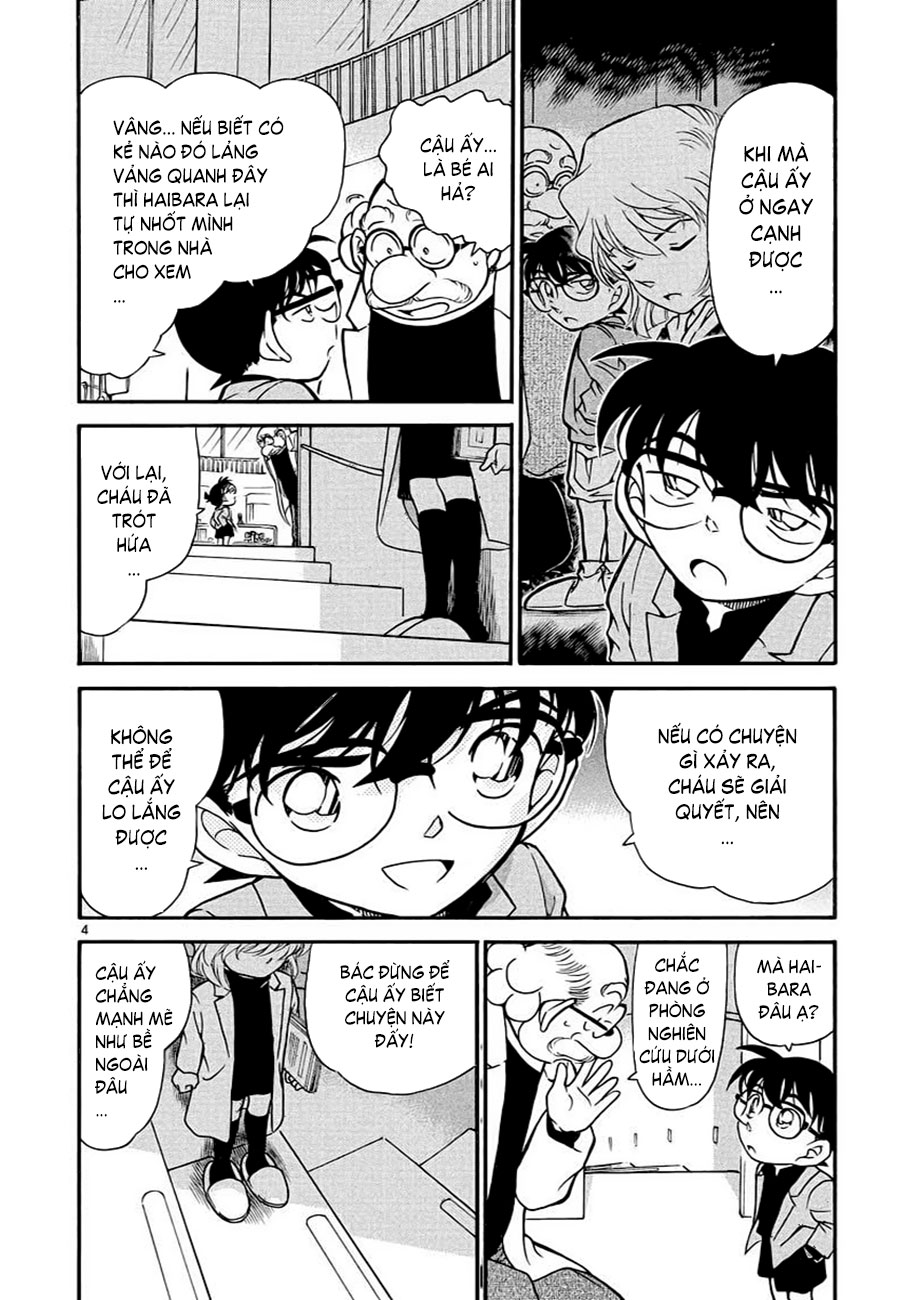 KHI MÀ
CẬU ẤY
Ở NGAY
CẠNH
ĐƯỢC
...
CẬU ẤY...
LÀ BÉ AI
HẢ?
VÂNG... NẾU BIẾT CÓ
KẺ NÀO ĐÓ LẢNG
VẢNG QUANH ĐÂY
THÌ HAIBARA LẠI
TỰ NHỐT MÌNH
TRONG NHÀ
CHO XEM
...
VỚI LẠI,
CHÁU ĐÃ
TRÓT
HỨA
...
NẾU CÓ CHUYỆN
GÌ XẢY RA,
CHÁU SẼ GIẢI
QUYẾT, NÊN
...
KHÔNG
THỂ ĐỂ
CẬU ẤY
LO LẮNG
ĐƯỢC
...
4
MÀ HAI-
BARA
ĐÂU Ạ?
CHẮC
ĐANG Ở
PHÒNG
NGHIÊN
CỨU DƯỚI
HẦM...
BÁC ĐỪNG ĐỂ
CẬU ẤY BIẾT
CHUYỆN NÀY
ĐẤY!
CẬU ẤY
CHẲNG
MẠNH MẼ
NHƯ BỀ
NGOÀI
ĐÂU
...